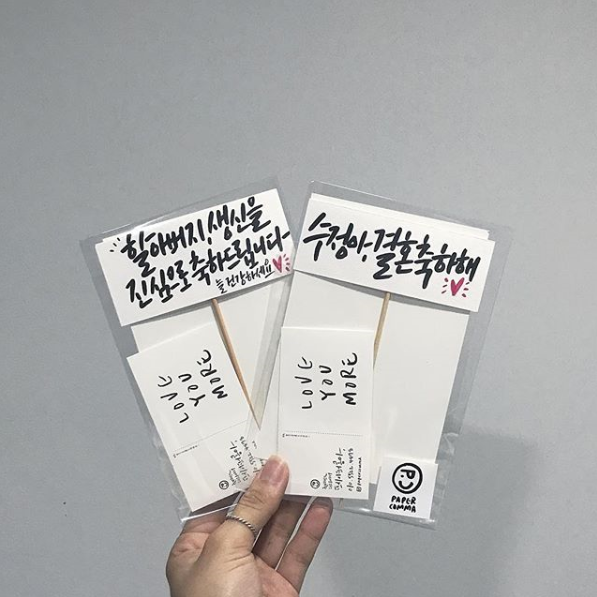 할아버지, 생신을
진심으로 축하드립니다~
늘 건강하세요
수정아, 결혼축하해
LOVE
YOU
MORE
LOVE
YOU
MORE
PAPER
COMMA